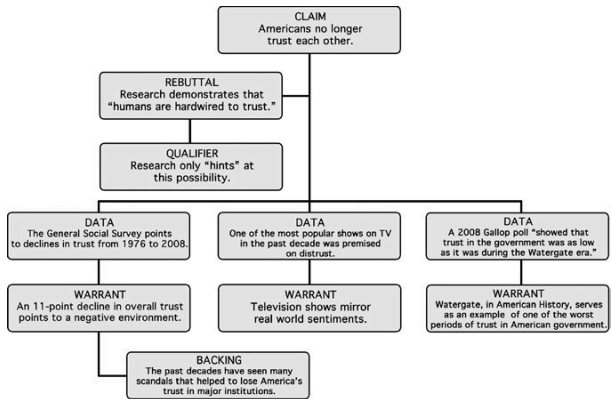 CLAIM
Americans no longer
trust each other.
REBUTTAL
Research demonstrates that
"humans are hardwired to trust."
QUALIFIER
Research only "hints" at
this possibility.
DATA
The General Social Survey points
to declines in trust from 1976 to 2008.
DATA
One of the most popular shows on TV
in the past decade was premised
on distrust.
DATA
A 2008 Gallop poll "showed that
trust in the government was as low
as it was during the Watergate era."
WARRANT
An 11-point decline in overall trust
points to a negative environment.
WARRANT
Television shows mirror
real world sentiments.
WARRANT
Watergate, in American History, serves
as an example of one of the worst
periods of trust in American government.
BACKING
The past decades have seen many
scandals that helped to lose America's
trust in major institutions.